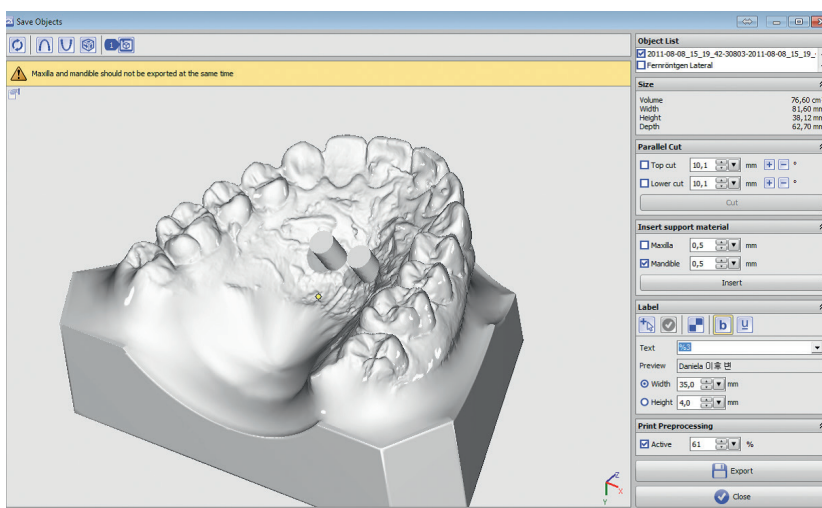 Save Objects
1
Maxilla and mandible should not be exported at the same time
Object List
2011-08-08_15_19_42-30803-2011-08-08_15_19_
Fernröntgen Lateral
Size
Volume 76,60 cm
Width 81,60 mm
Height 38,12 mm
Depth 62,70 mm
Parallel Cut
Top cut 10,1 mm + − °
Lower cut 10,1 mm + − °
Cut
Insert support material
Maxilla 0,5 mm
Mandible 0,5 mm
Insert
Label
b U
Text %S
Preview Daniela 이후 변
Width 35,0 mm
Height 4,0 mm
Print Preprocessing
Active 61 %
Export
Close
Z
X
Y